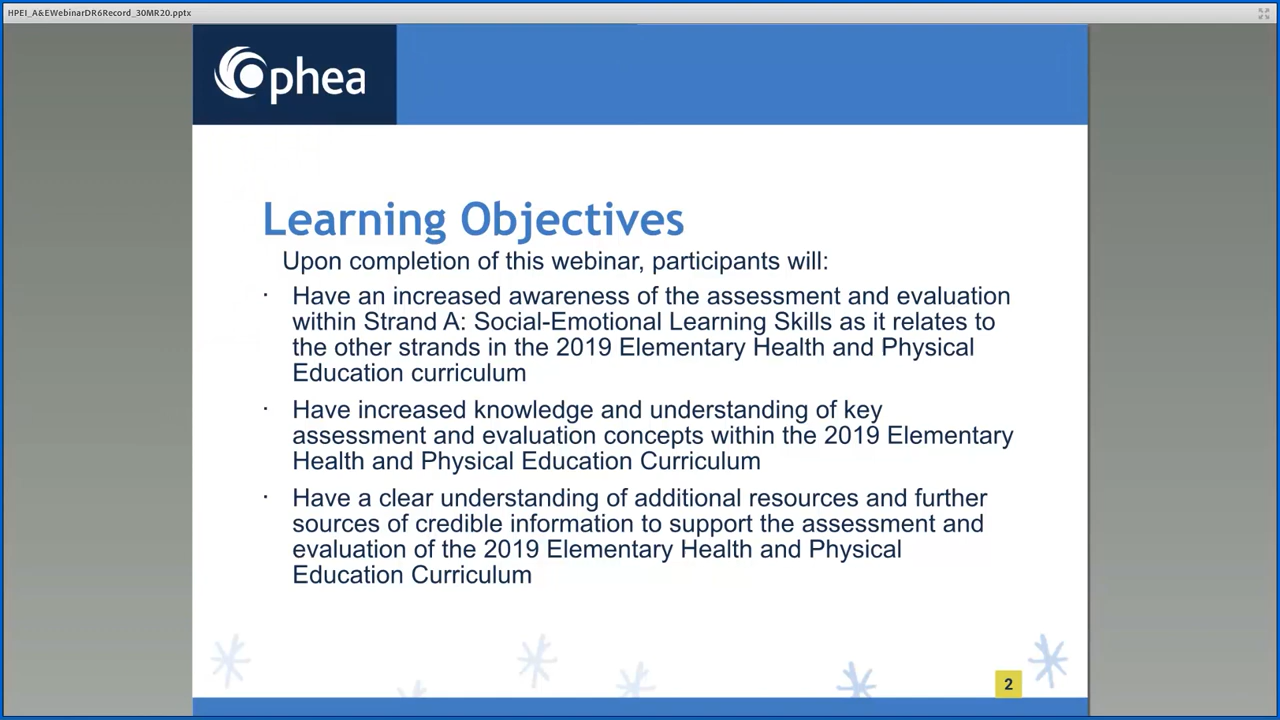 HPEI_A&EWebinarDR6Record_30MR20.pptx
Ophea
Learning Objectives
Upon completion of this webinar, participants will:
· Have an increased awareness of the assessment and evaluation
within Strand A: Social-Emotional Learning Skills as it relates to
the other strands in the 2019 Elementary Health and Physical
Education curriculum
· Have increased knowledge and understanding of key
assessment and evaluation concepts within the 2019 Elementary
Health and Physical Education Curriculum
· Have a clear understanding of additional resources and further
sources of credible information to support the assessment and
evaluation of the 2019 Elementary Health and Physical
Education Curriculum
2